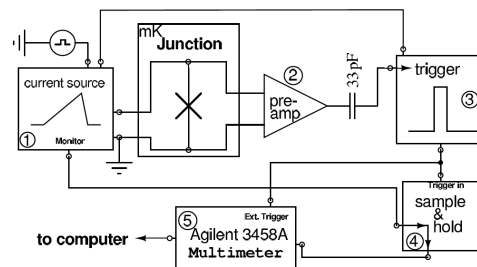 mK
Junction
current source
1
Monitor
2
pre-
amp
33 pF
trigger
3
Trigger in
sample
&
hold
4
5
Ext. Trigger
Agilent 3458A
Multimeter
to computer